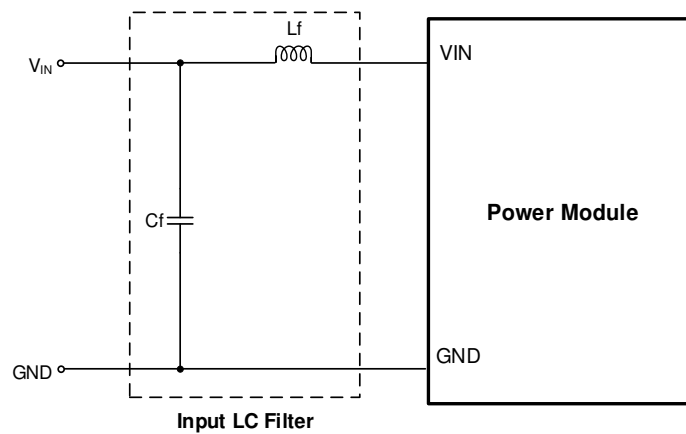 Lf
VIN
VIN
Cf
Power Module
GND
GND
Input LC Filter